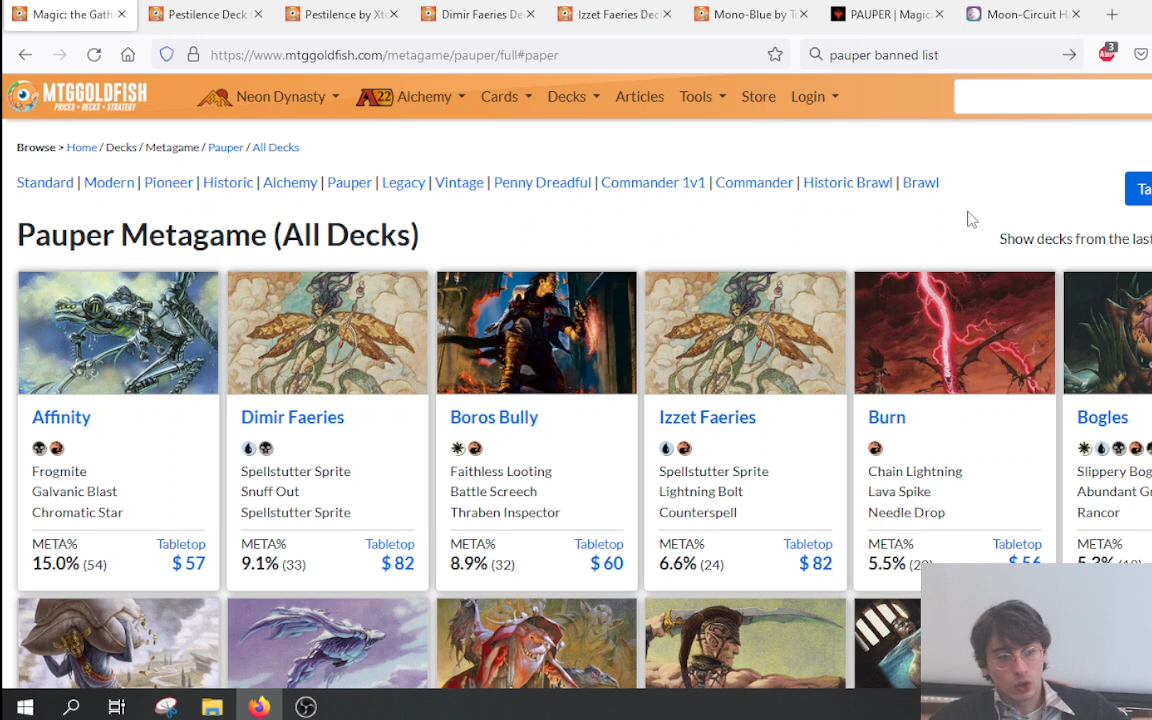 Magic: the Gath
Pestilence Deck
Pestilence by Xt
Dimir Faeries De
Izzet Faeries Dec
Mono-Blue by T
PAUPER | Magic:
Moon-Circuit H
https://www.mtggoldfish.com/metagame/pauper/full#paper
pauper banned list
3
MTGGOLDFISH
PRICES • DECKS • STRATEGY
Neon Dynasty
A22 Alchemy
Cards
Decks
Articles
Tools
Store
Login
Browse > Home / Decks / Metagame / Pauper / All Decks
Standard | Modern | Pioneer | Historic | Alchemy | Pauper | Legacy | Vintage | Penny Dreadful | Commander 1v1 | Commander | Historic Brawl | Brawl
Ta
Pauper Metagame (All Decks)
Show decks from the last
Affinity
Frogmite
Galvanic Blast
Chromatic Star
META%
Tabletop
15.0% (54)
$ 57
Dimir Faeries
Spellstutter Sprite
Snuff Out
Spellstutter Sprite
META%
Tabletop
9.1% (33)
$ 82
Boros Bully
Faithless Looting
Battle Screech
Thraben Inspector
META%
Tabletop
8.9% (32)
$ 60
Izzet Faeries
Spellstutter Sprite
Lightning Bolt
Counterspell
META%
Tabletop
6.6% (24)
$ 82
Burn
Chain Lightning
Lava Spike
Needle Drop
META%
Tabletop
5.5%
$ 56
Bogles
Slippery Bog
Abundant Gr
Rancor
META%